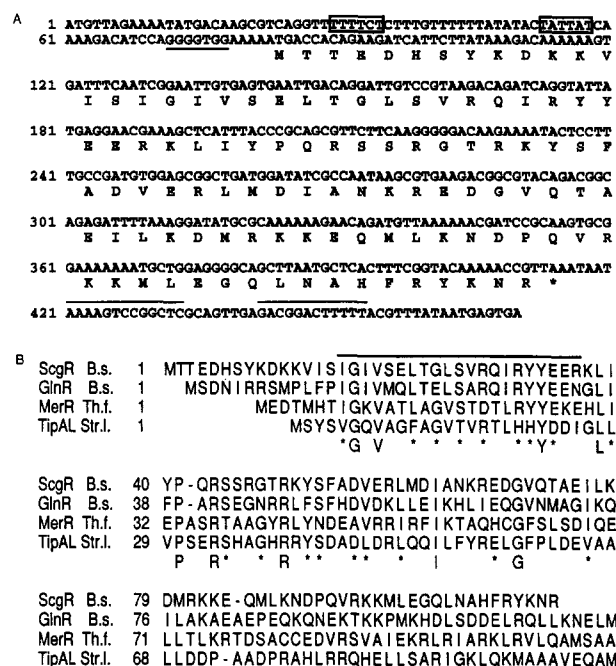 A
1 ATGTTAGAAAATATGACAAGCGTCAGGTTTTTTCTCTTTGTTTTTTATATACTATTATCA
61 AAAGACATCCAGGGGTGGAAAAATGACCACAGAAGATCATTCTTATAAAGACAAAAAAGT
M T T E D H S Y K D K K V
121 GATTTCAATCGGAATTGTGAGTGAATTGACAGGATTGTCCGTAAGACAGATCAGGTATTA
I S I G I V S E L T G L S V R Q I R Y Y
181 TGAGGAACGAAAGCTCATTTACCCGCAGCGTTCTTCAAGGGGGACAAGAAAATACTCCTT
E E R K L I Y P Q R S S R G T R K Y S F
241 TGCCGATGTGGAGCGGCTGATGGATATCGCCAATAAGCGTGAAGACGGCGTACAGACGGC
A D V E R L M D I A N K R E D G V Q T A
301 AGAGATTTTAAAGGATATGCGCAAAAAAGAACAGATGTTAAAAAACGATCCGCAAGTGCG
E I L K D M R K K E Q M L K N D P Q V R
361 GAAAAAAATGCTGGAGGGGCAGCTTAATGCTCACTTTCGGTACAAAAACCGTTAAATAAT
K K M L E G Q L N A H F R Y K N R *
421 AAAAGTCCGGCTCGCAGTTGAGACGGACTTTTTACGTTTATAATGAGTGA
B
ScgR B.s. 1 MTTEDHSYKDKKVISIGIVSELTGLSVRQIRYYEERKLI
GlnR B.s. 1 MSDNIRRSMPLFPIGIVMQLTELSARQIRYYEENGLI
MerR Th.f. 1 MEDTMHTIGKVATLAGVSTDTLRYYEKEHLI
TipAL Str.l. 1 MSYSVGQVAGFAGVTVRTLHHYDDIGLL
*G V * * * *Y* *
ScgR B.s. 40 YP-QRSSRGTRKYSFADVERLMDIANKREDGVQTAEILK
GlnR B.s. 38 FP-ARSEGNRRLFSFHDVDKLLEIKHLIEQGVNMAGIKQ
MerR Th.f. 32 EPASRTAAGYRLYNDEAVRRIRFIKTAQHCGFSLSDIQE
TipAL Str.l. 29 VPSERSHAGHRRYSDADLDRLQQILFYRELGFPLDEVAA
P R* * * * ** I G *
ScgR B.s. 79 DMRKKE-QMLKNDPQVRKKMLEGQLNAHFRYKNR
GlnR B.s. 76 ILAKAEAEPEQKQNEKTKKPMKHDLSDDELRQLLKNELM
MerR Th.f. 71 LLTLKRTDSACCEDVRSVAIEKRLRIARKLRVLQAMSAA
TipAL Str.l. 68 LLDDP-AADPRAHLRRQHELLSARIGKLQKMAAAVEQAM